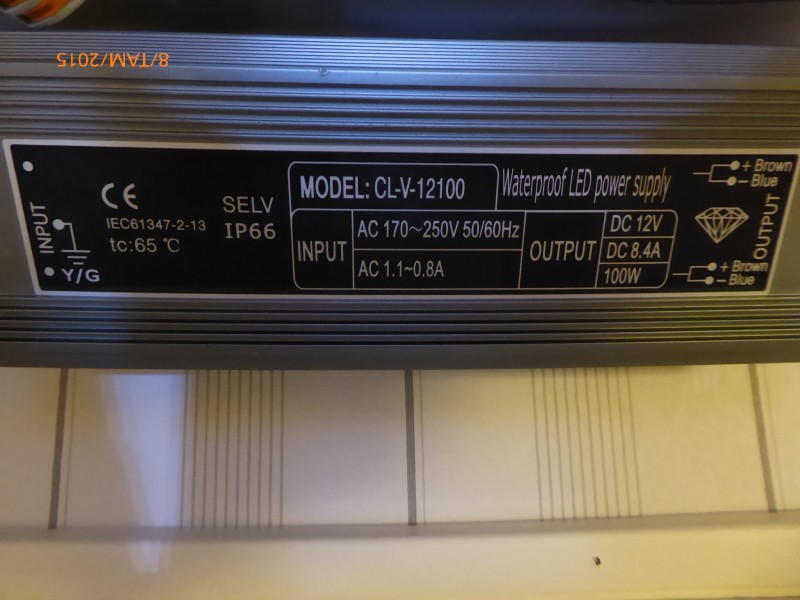 8/TAM/2015
INPUT
Y/G
CE
IEC61347-2-13
tc:65 ℃
SELV
IP66
MODEL: CL-V-12100
Waterproof LED power supply
INPUT
AC 170~250V 50/60Hz
AC 1.1~0.8A
OUTPUT
DC 12V
DC 8.4A
100W
+ Brown
- Blue
OUTPUT
+ Brown
- Blue